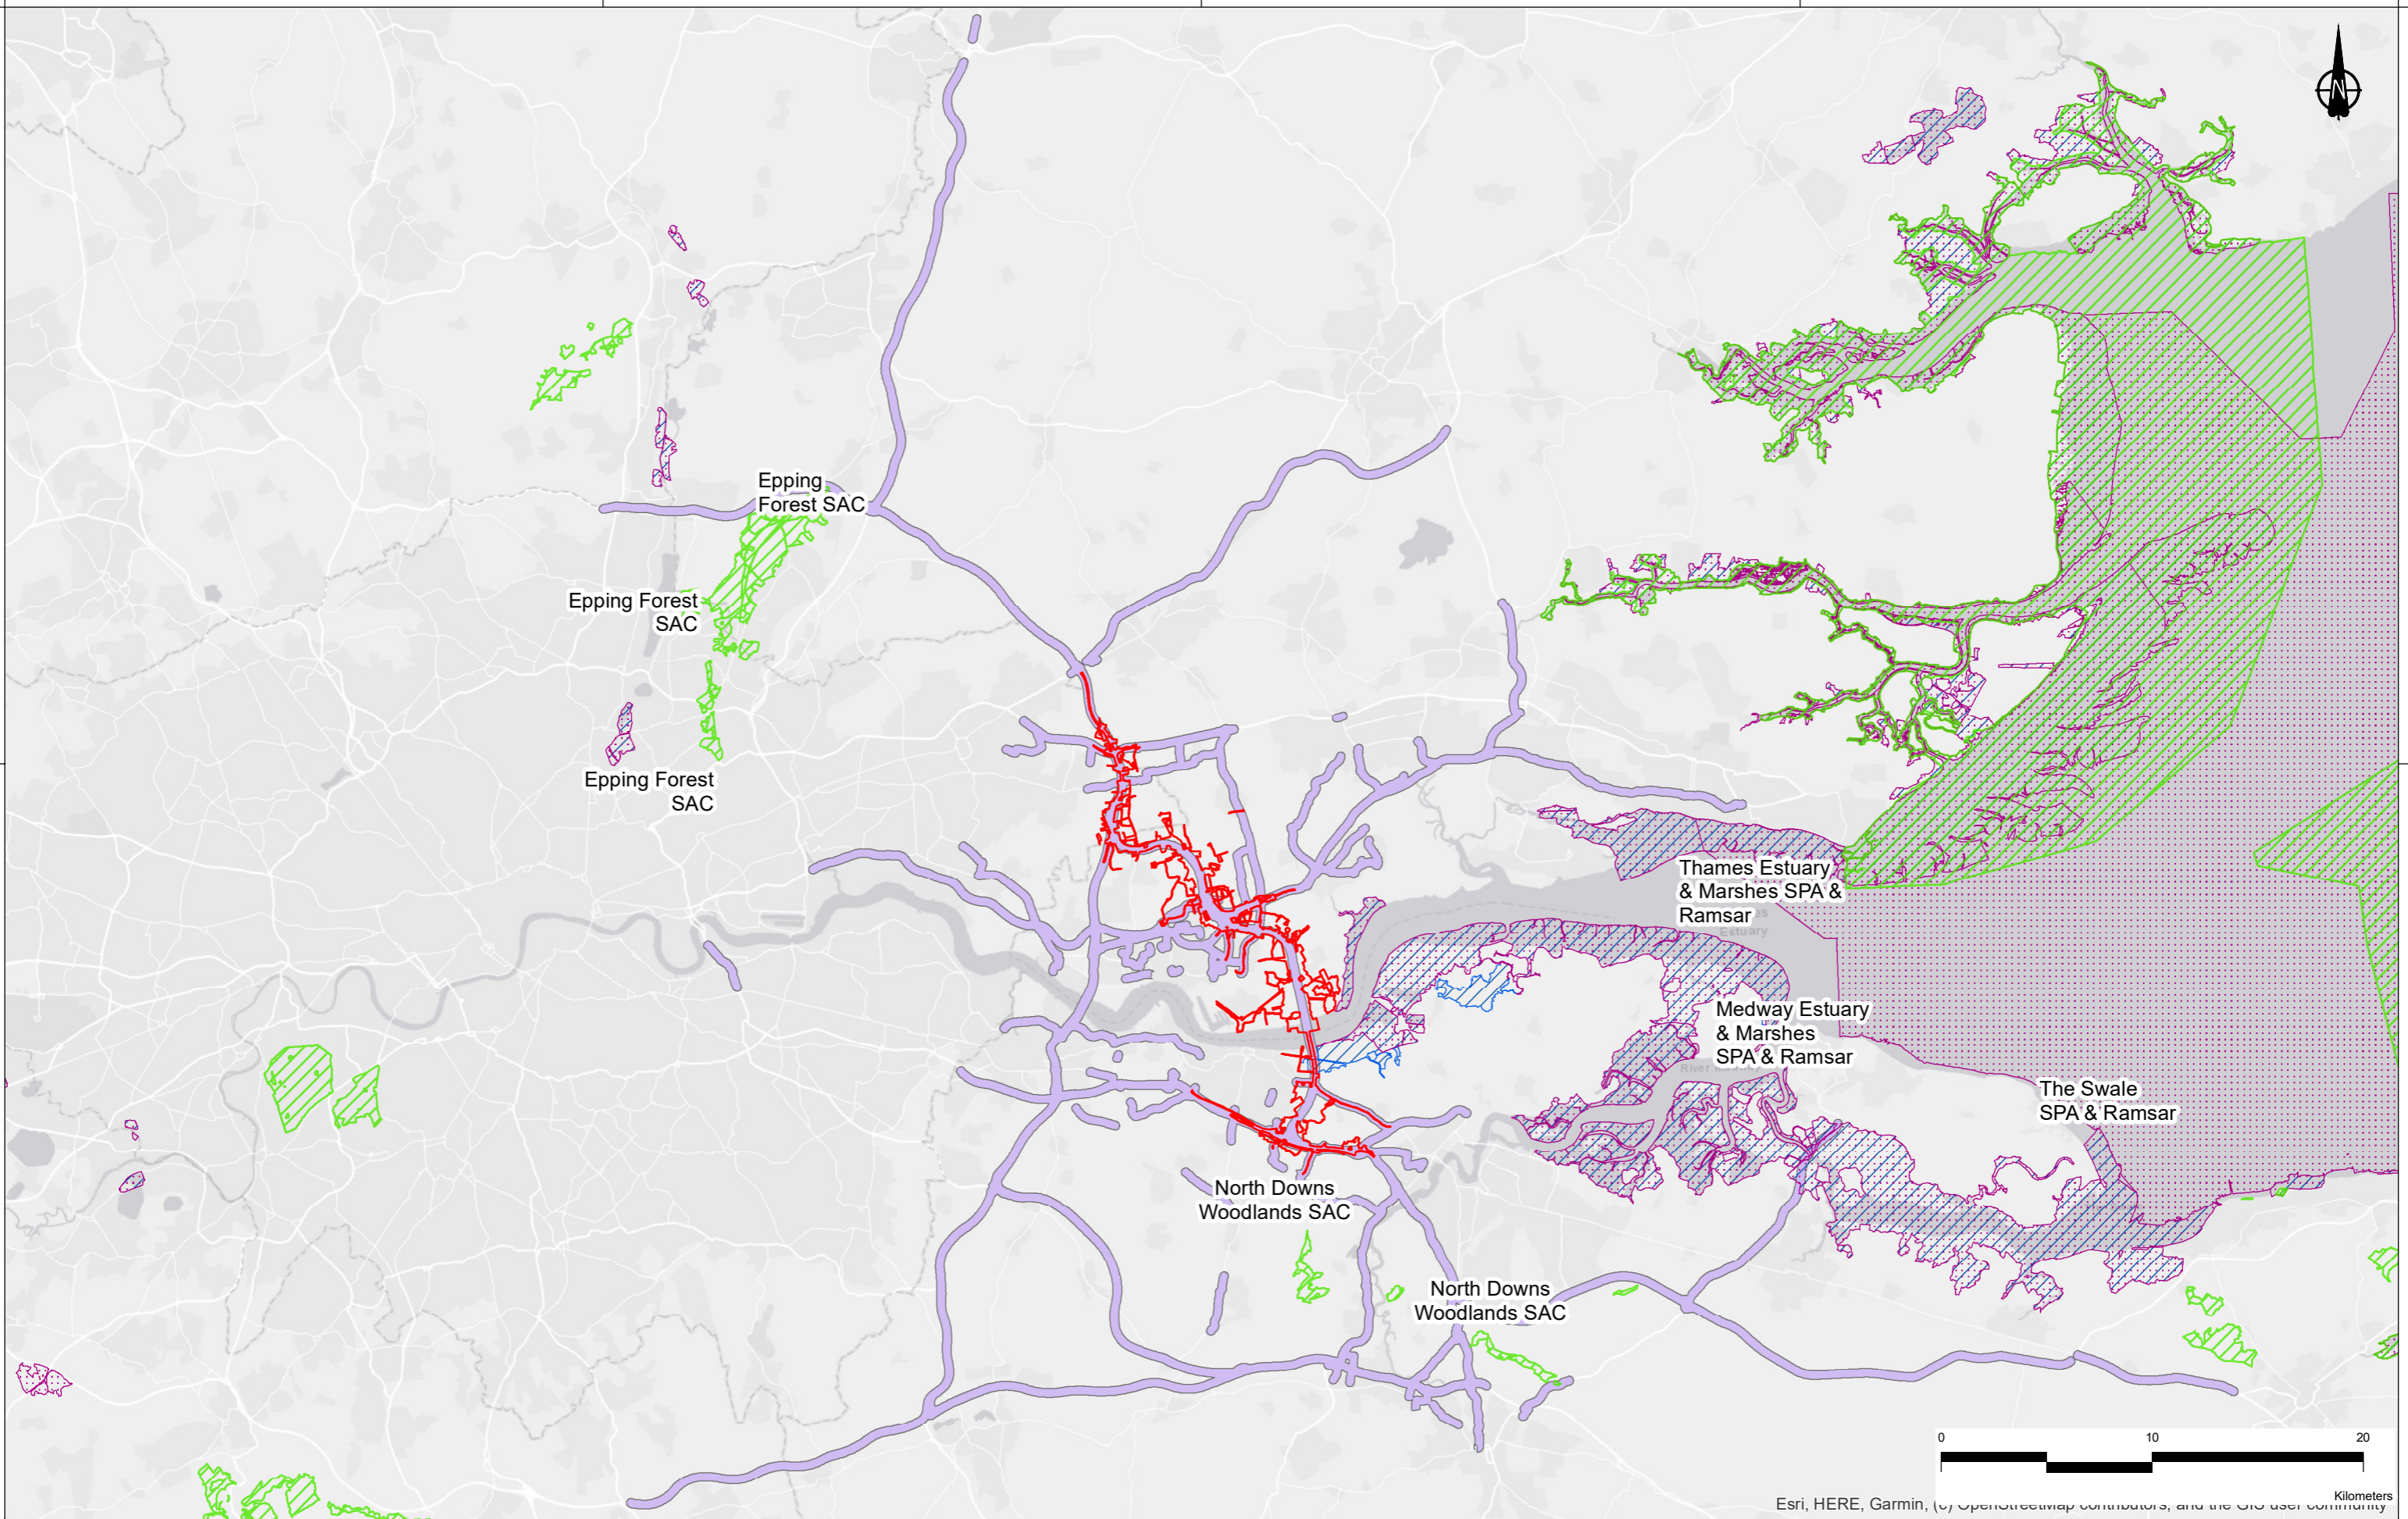 N
Epping
Forest SAC
Epping Forest
SAC
Epping Forest
SAC
Thames Estuary
& Marshes SPA &
Ramsar
Estuary
Medway Estuary
& Marshes
SPA & Ramsar
River
The Swale
SPA & Ramsar
North Downs
Woodlands SAC
North Downs
Woodlands SAC
0 10 20
Kilometers
Esri, HERE, Garmin, (c) OpenStreetMap contributors, and the GIS user community